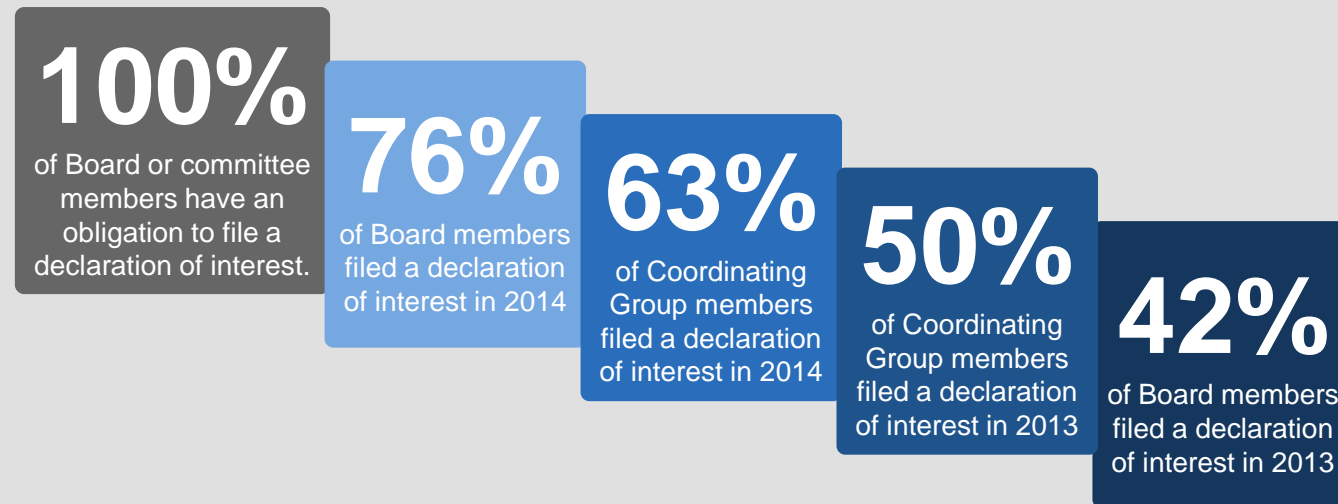 100%
of Board or committee
members have an
obligation to file a
declaration of interest.
76%
of Board members
filed a declaration
of interest in 2014
63%
of Coordinating
Group members
filed a declaration
of interest in 2014
50%
of Coordinating
Group members
filed a declaration
of interest in 2013
42%
of Board members
filed a declaration
of interest in 2013